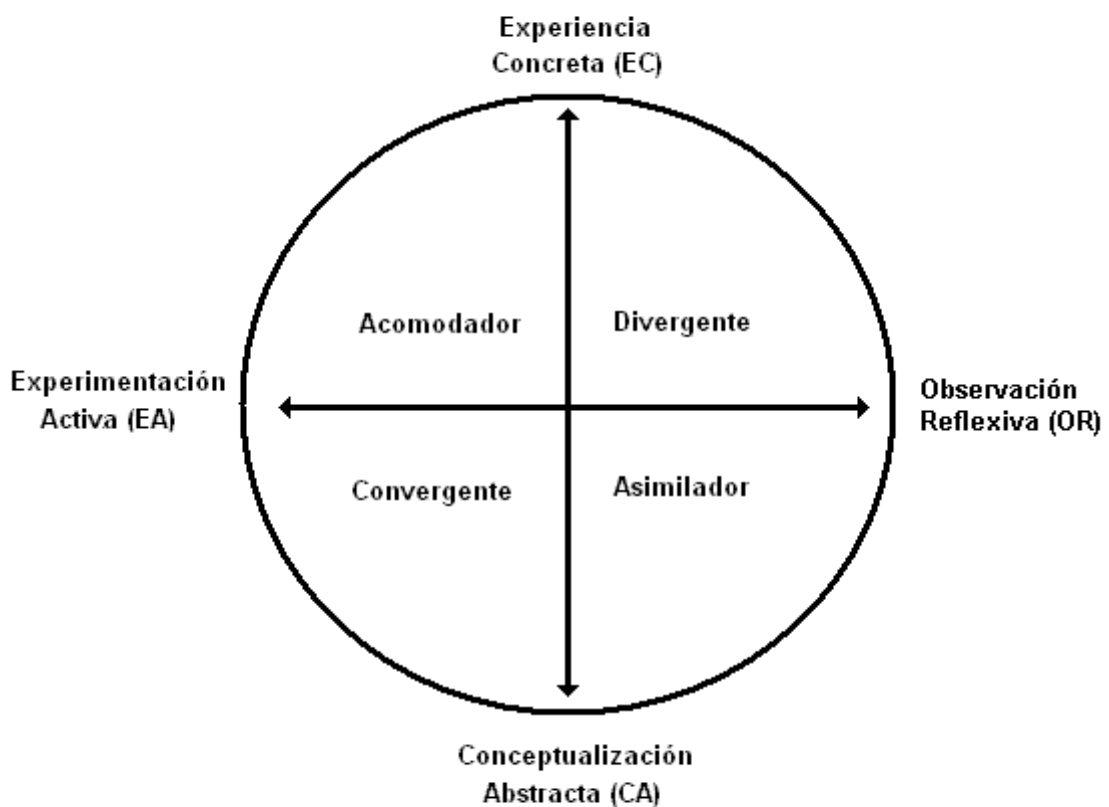 Experiencia
Concreta (EC)
Acomodador
Divergente
Experimentación
Activa (EA)
Observación
Reflexiva (OR)
Convergente
Asimilador
Conceptualización
Abstracta (CA)